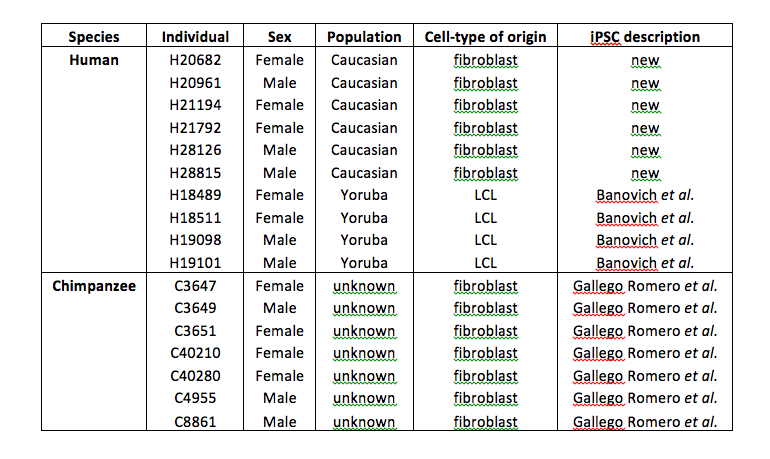 Species Individual Sex Population Cell-type of origin iPSC description
Human H20682 Female Caucasian fibroblast new
H20961 Male Caucasian fibroblast new
H21194 Female Caucasian fibroblast new
H21792 Female Caucasian fibroblast new
H28126 Male Caucasian fibroblast new
H28815 Male Caucasian fibroblast new
H18489 Female Yoruba LCL Banovich et al.
H18511 Female Yoruba LCL Banovich et al.
H19098 Male Yoruba LCL Banovich et al.
H19101 Male Yoruba LCL Banovich et al.
Chimpanzee C3647 Female unknown fibroblast Gallego Romero et al.
C3649 Male unknown fibroblast Gallego Romero et al.
C3651 Female unknown fibroblast Gallego Romero et al.
C40210 Female unknown fibroblast Gallego Romero et al.
C40280 Female unknown fibroblast Gallego Romero et al.
C4955 Male unknown fibroblast Gallego Romero et al.
C8861 Male unknown fibroblast Gallego Romero et al.